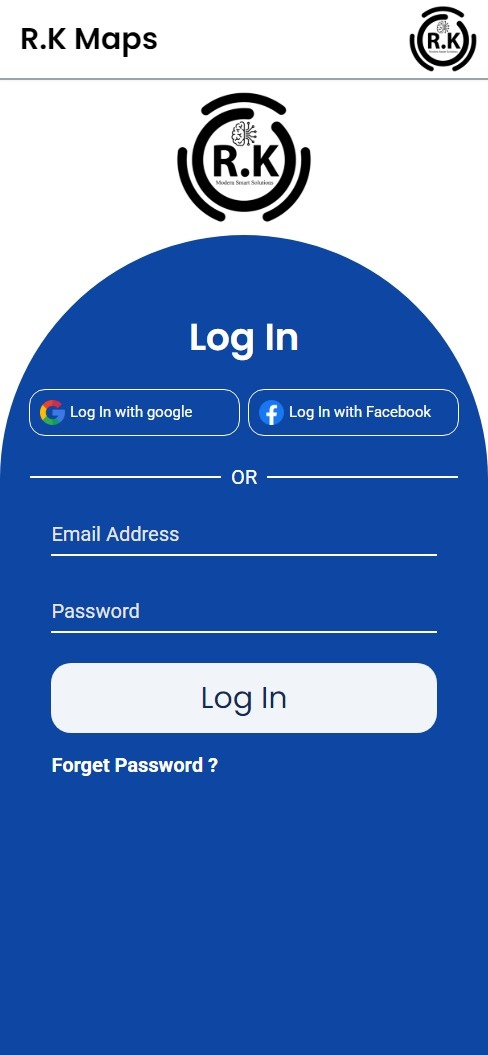 R.K Maps
R.K
R.K
Modern Smart Solutions
Log In
Log In with google
Log In with Facebook
OR
Email Address
Password
Log In
Forget Password ?